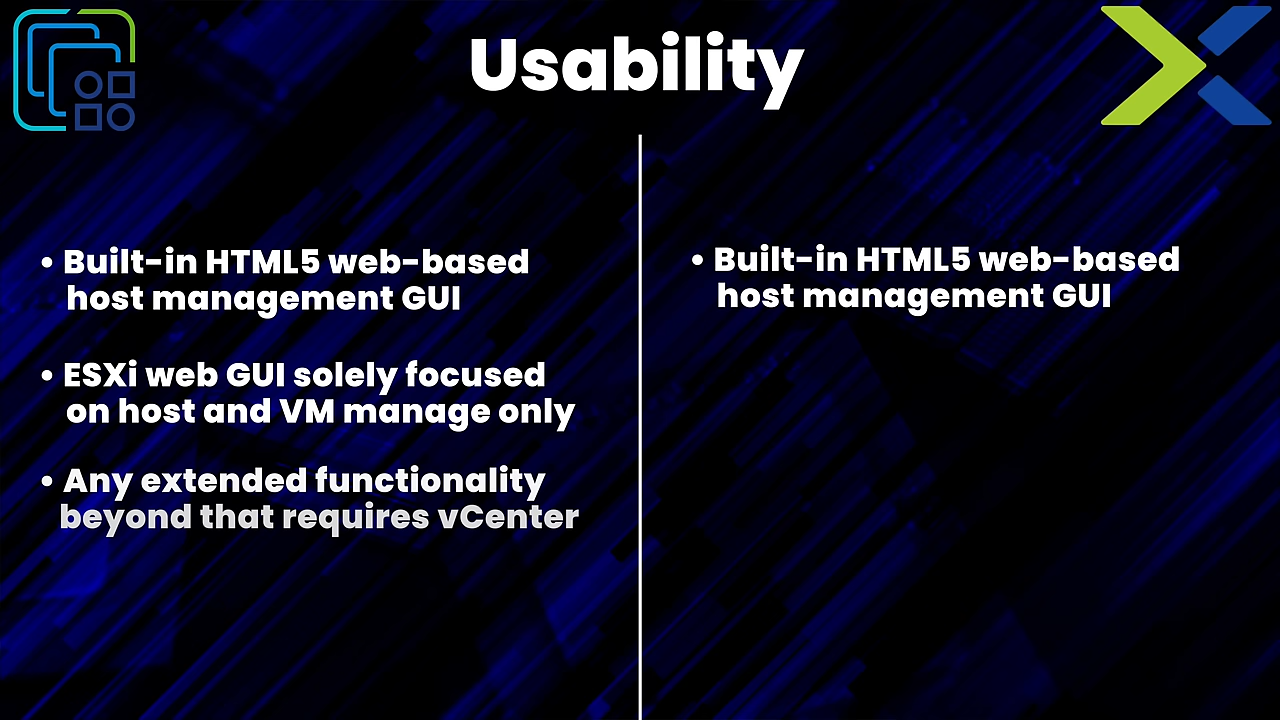 Usability
• Built-in HTML5 web-based
host management GUI
• ESXi web GUI solely focused
on host and VM manage only
• Any extended functionality
beyond that requires vCenter
• Built-in HTML5 web-based
host management GUI